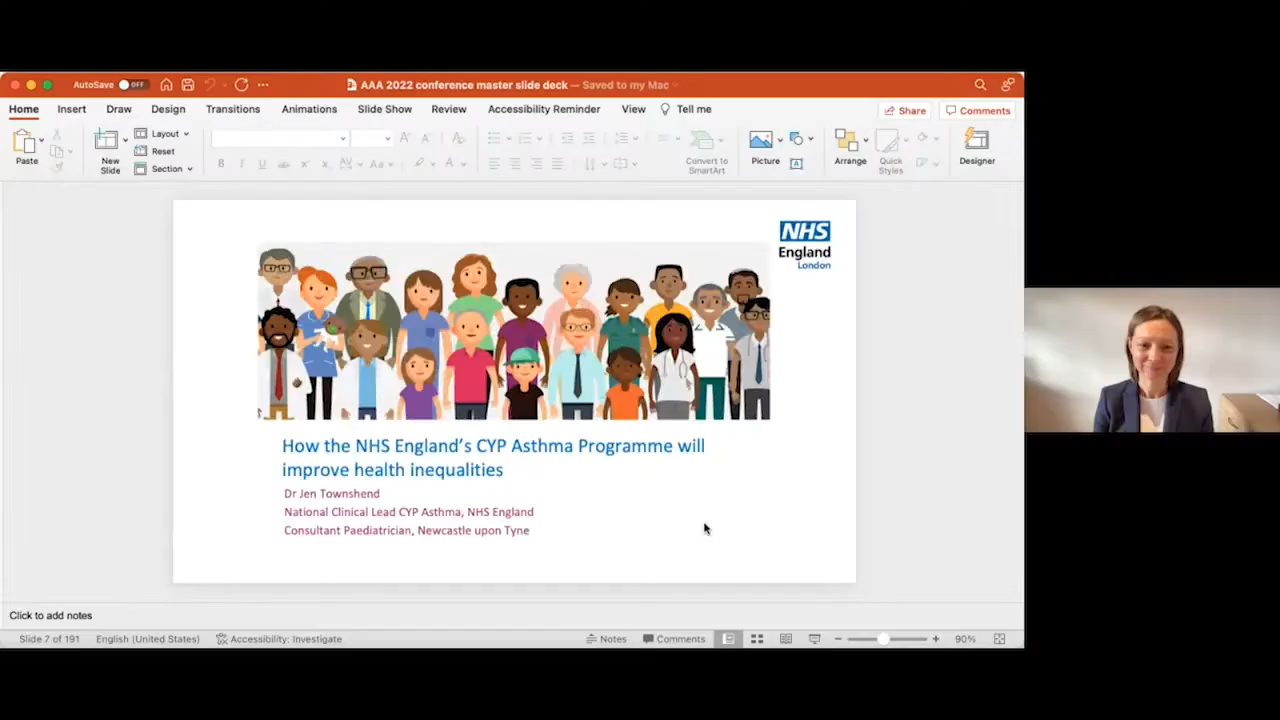 AutoSave OFF
AAA 2022 conference master slide deck — Saved to my Mac
Home Insert Draw Design Transitions Animations Slide Show Review Accessibility Reminder View Tell me Share Comments
Paste
New Slide
Layout
Reset
Section
B I U
Convert to SmartArt
Picture
Arrange
Quick Styles
Designer
NHS
England
London
How the NHS England's CYP Asthma Programme will
improve health inequalities
Dr Jen Townshend
National Clinical Lead CYP Asthma, NHS England
Consultant Paediatrician, Newcastle upon Tyne
Click to add notes
Slide 7 of 191 English (United States) Accessibility: Investigate Notes Comments 90%